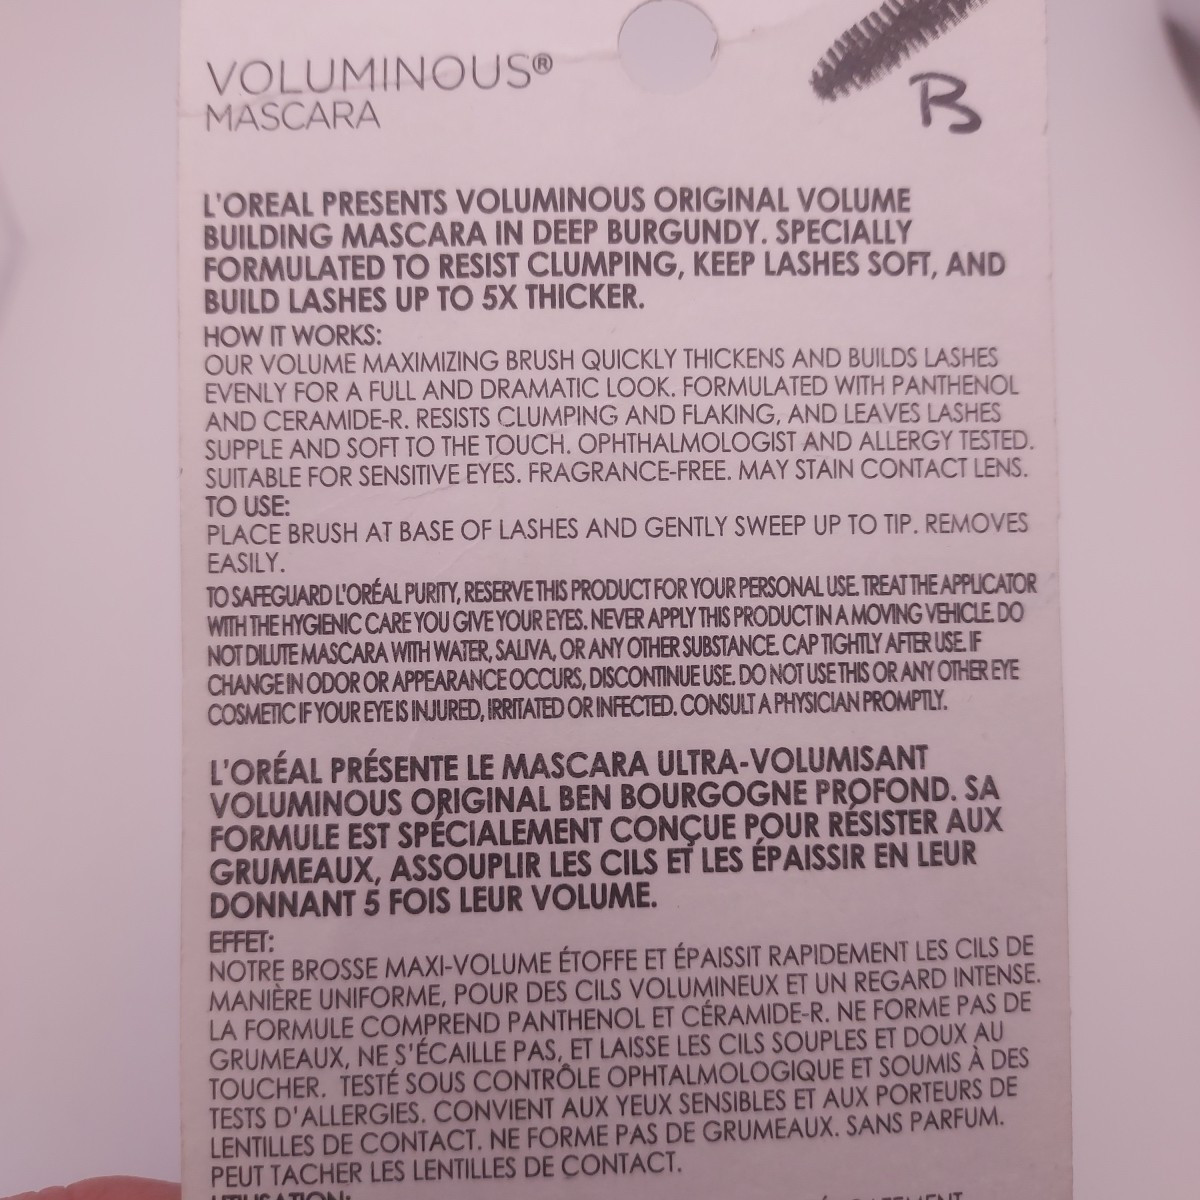 VOLUMINOUS®
MASCARA
B
L'OREAL PRESENTS VOLUMINOUS ORIGINAL VOLUME
BUILDING MASCARA IN DEEP BURGUNDY. SPECIALLY
FORMULATED TO RESIST CLUMPING, KEEP LASHES SOFT, AND
BUILD LASHES UP TO 5X THICKER.
HOW IT WORKS:
OUR VOLUME MAXIMIZING BRUSH QUICKLY THICKENS AND BUILDS LASHES
EVENLY FOR A FULL AND DRAMATIC LOOK. FORMULATED WITH PANTHENOL
AND CERAMIDE-R. RESISTS CLUMPING AND FLAKING, AND LEAVES LASHES
SUPPLE AND SOFT TO THE TOUCH. OPHTHALMOLOGIST AND ALLERGY TESTED.
SUITABLE FOR SENSITIVE EYES. FRAGRANCE-FREE. MAY STAIN CONTACT LENS.
TO USE:
PLACE BRUSH AT BASE OF LASHES AND GENTLY SWEEP UP TO TIP. REMOVES
EASILY.
TO SAFEGUARD L'ORÉAL PURITY, RESERVE THIS PRODUCT FOR YOUR PERSONAL USE. TREAT THE APPLICATOR
WITH THE HYGIENIC CARE YOU GIVE YOUR EYES. NEVER APPLY THIS PRODUCT IN A MOVING VEHICLE. DO
NOT DILUTE MASCARA WITH WATER, SALIVA, OR ANY OTHER SUBSTANCE. CAP TIGHTLY AFTER USE. IF
CHANGE IN ODOR OR APPEARANCE OCCURS, DISCONTINUE USE. DO NOT USE THIS OR ANY OTHER EYE
COSMETIC IF YOUR EYE IS INJURED, IRRITATED OR INFECTED. CONSULT A PHYSICIAN PROMPTLY.
L'ORÉAL PRÉSENTE LE MASCARA ULTRA-VOLUMISANT
VOLUMINOUS ORIGINAL BEN BOURGOGNE PROFOND. SA
FORMULE EST SPÉCIALEMENT CONÇUE POUR RÉSISTER AUX
GRUMEAUX, ASSOUPLIR LES CILS ET LES ÉPAISSIR EN LEUR
DONNANT 5 FOIS LEUR VOLUME.
EFFET:
NOTRE BROSSE MAXI-VOLUME ÉTOFFE ET ÉPAISSIT RAPIDEMENT LES CILS DE
MANIÈRE UNIFORME, POUR DES CILS VOLUMINEUX ET UN REGARD INTENSE.
LA FORMULE COMPREND PANTHENOL ET CÉRAMIDE-R. NE FORME PAS DE
GRUMEAUX, NE S'ÉCAILLE PAS, ET LAISSE LES CILS SOUPLES ET DOUX AU
TOUCHER. TESTÉ SOUS CONTRÔLE OPHTALMOLOGIQUE ET SOUMIS À DES
TESTS D'ALLERGIES. CONVIENT AUX YEUX SENSIBLES ET AUX PORTEURS DE
LENTILLES DE CONTACT. NE FORME PAS DE GRUMEAUX. SANS PARFUM.
PEUT TACHER LES LENTILLES DE CONTACT.
UTILISATION: